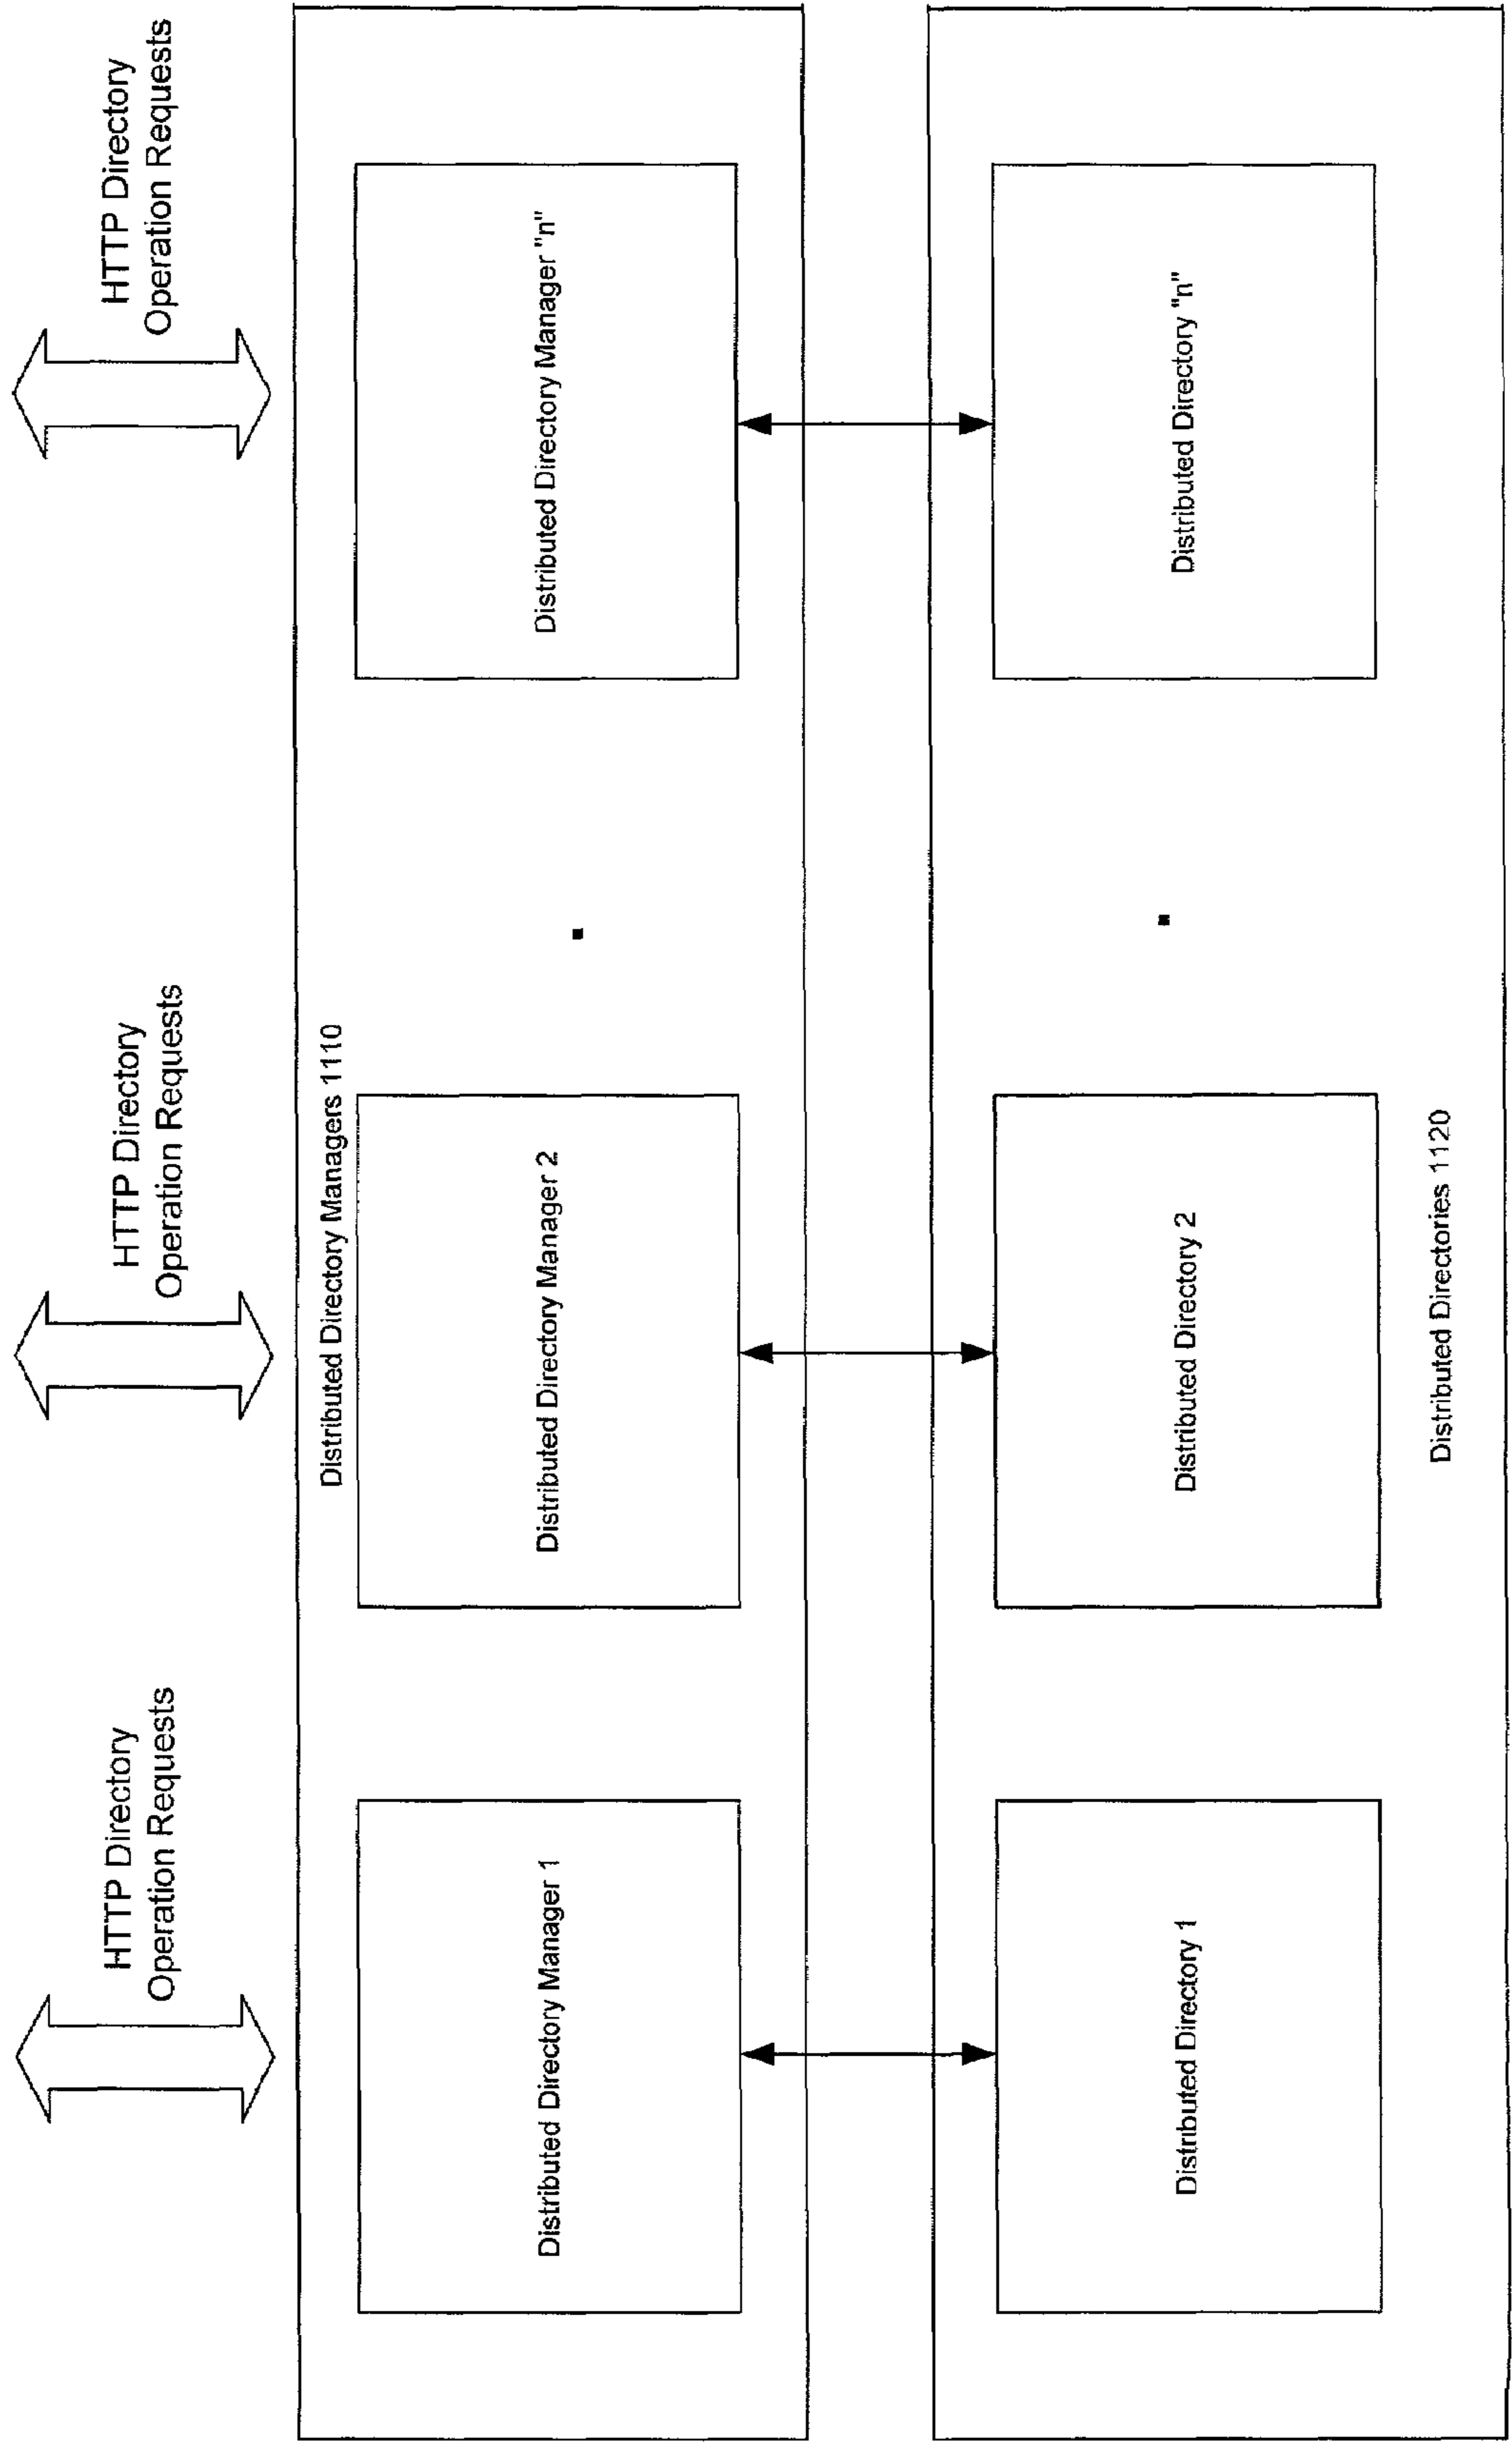 HTTP Directory
Operation Requests
HTTP Directory
Operation Requests
HTTP Directory
Operation Requests
Distributed Directory Managers 1110
Distributed Directory Manager 1
Distributed Directory Manager 2
Distributed Directory Manager "n"
Distributed Directory 1
Distributed Directory 2
Distributed Directory "n"
Distributed Directories 1120